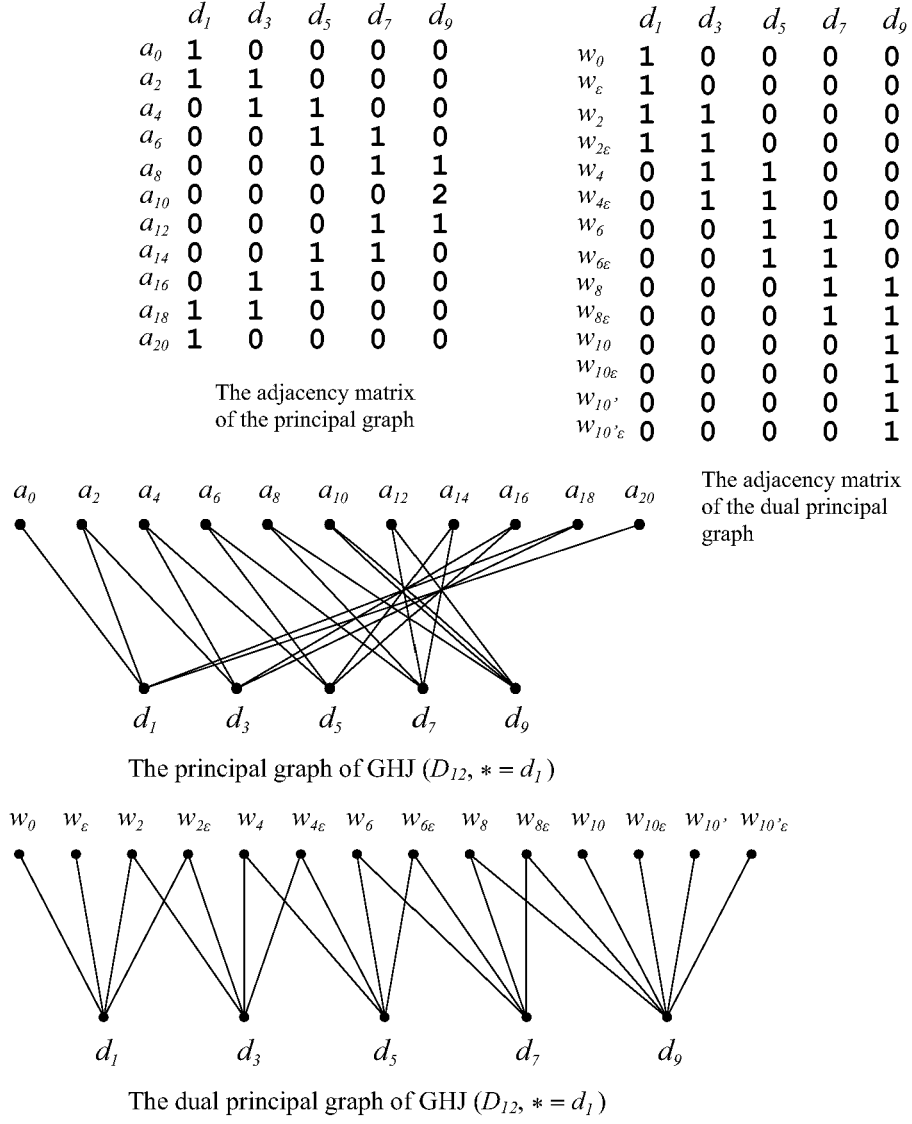 d1 d3 d5 d7 d9
a0 1 0 0 0 0
a2 1 1 0 0 0
a4 0 1 1 0 0
a6 0 0 1 1 0
a8 0 0 0 1 1
a10 0 0 0 0 2
a12 0 0 0 1 1
a14 0 0 1 1 0
a16 0 1 1 0 0
a18 1 1 0 0 0
a20 1 0 0 0 0
The adjacency matrix
of the principal graph
d1 d3 d5 d7 d9
w0 1 0 0 0 0
wε 1 0 0 0 0
w2 1 1 0 0 0
w2ε 1 1 0 0 0
w4 0 1 1 0 0
w4ε 0 1 1 0 0
w6 0 0 1 1 0
w6ε 0 0 1 1 0
w8 0 0 0 1 1
w8ε 0 0 0 1 1
w10 0 0 0 0 1
w10ε 0 0 0 0 1
w10' 0 0 0 0 1
w10'ε 0 0 0 0 1
The adjacency matrix
of the dual principal
graph
a0 a2 a4 a6 a8 a10 a12 a14 a16 a18 a20
d1 d3 d5 d7 d9
The principal graph of GHJ (D12, * = d1)
w0 wε w2 w2ε w4 w4ε w6 w6ε w8 w8ε w10 w10ε w10' w10'ε
d1 d3 d5 d7 d9
The dual principal graph of GHJ (D12, * = d1)